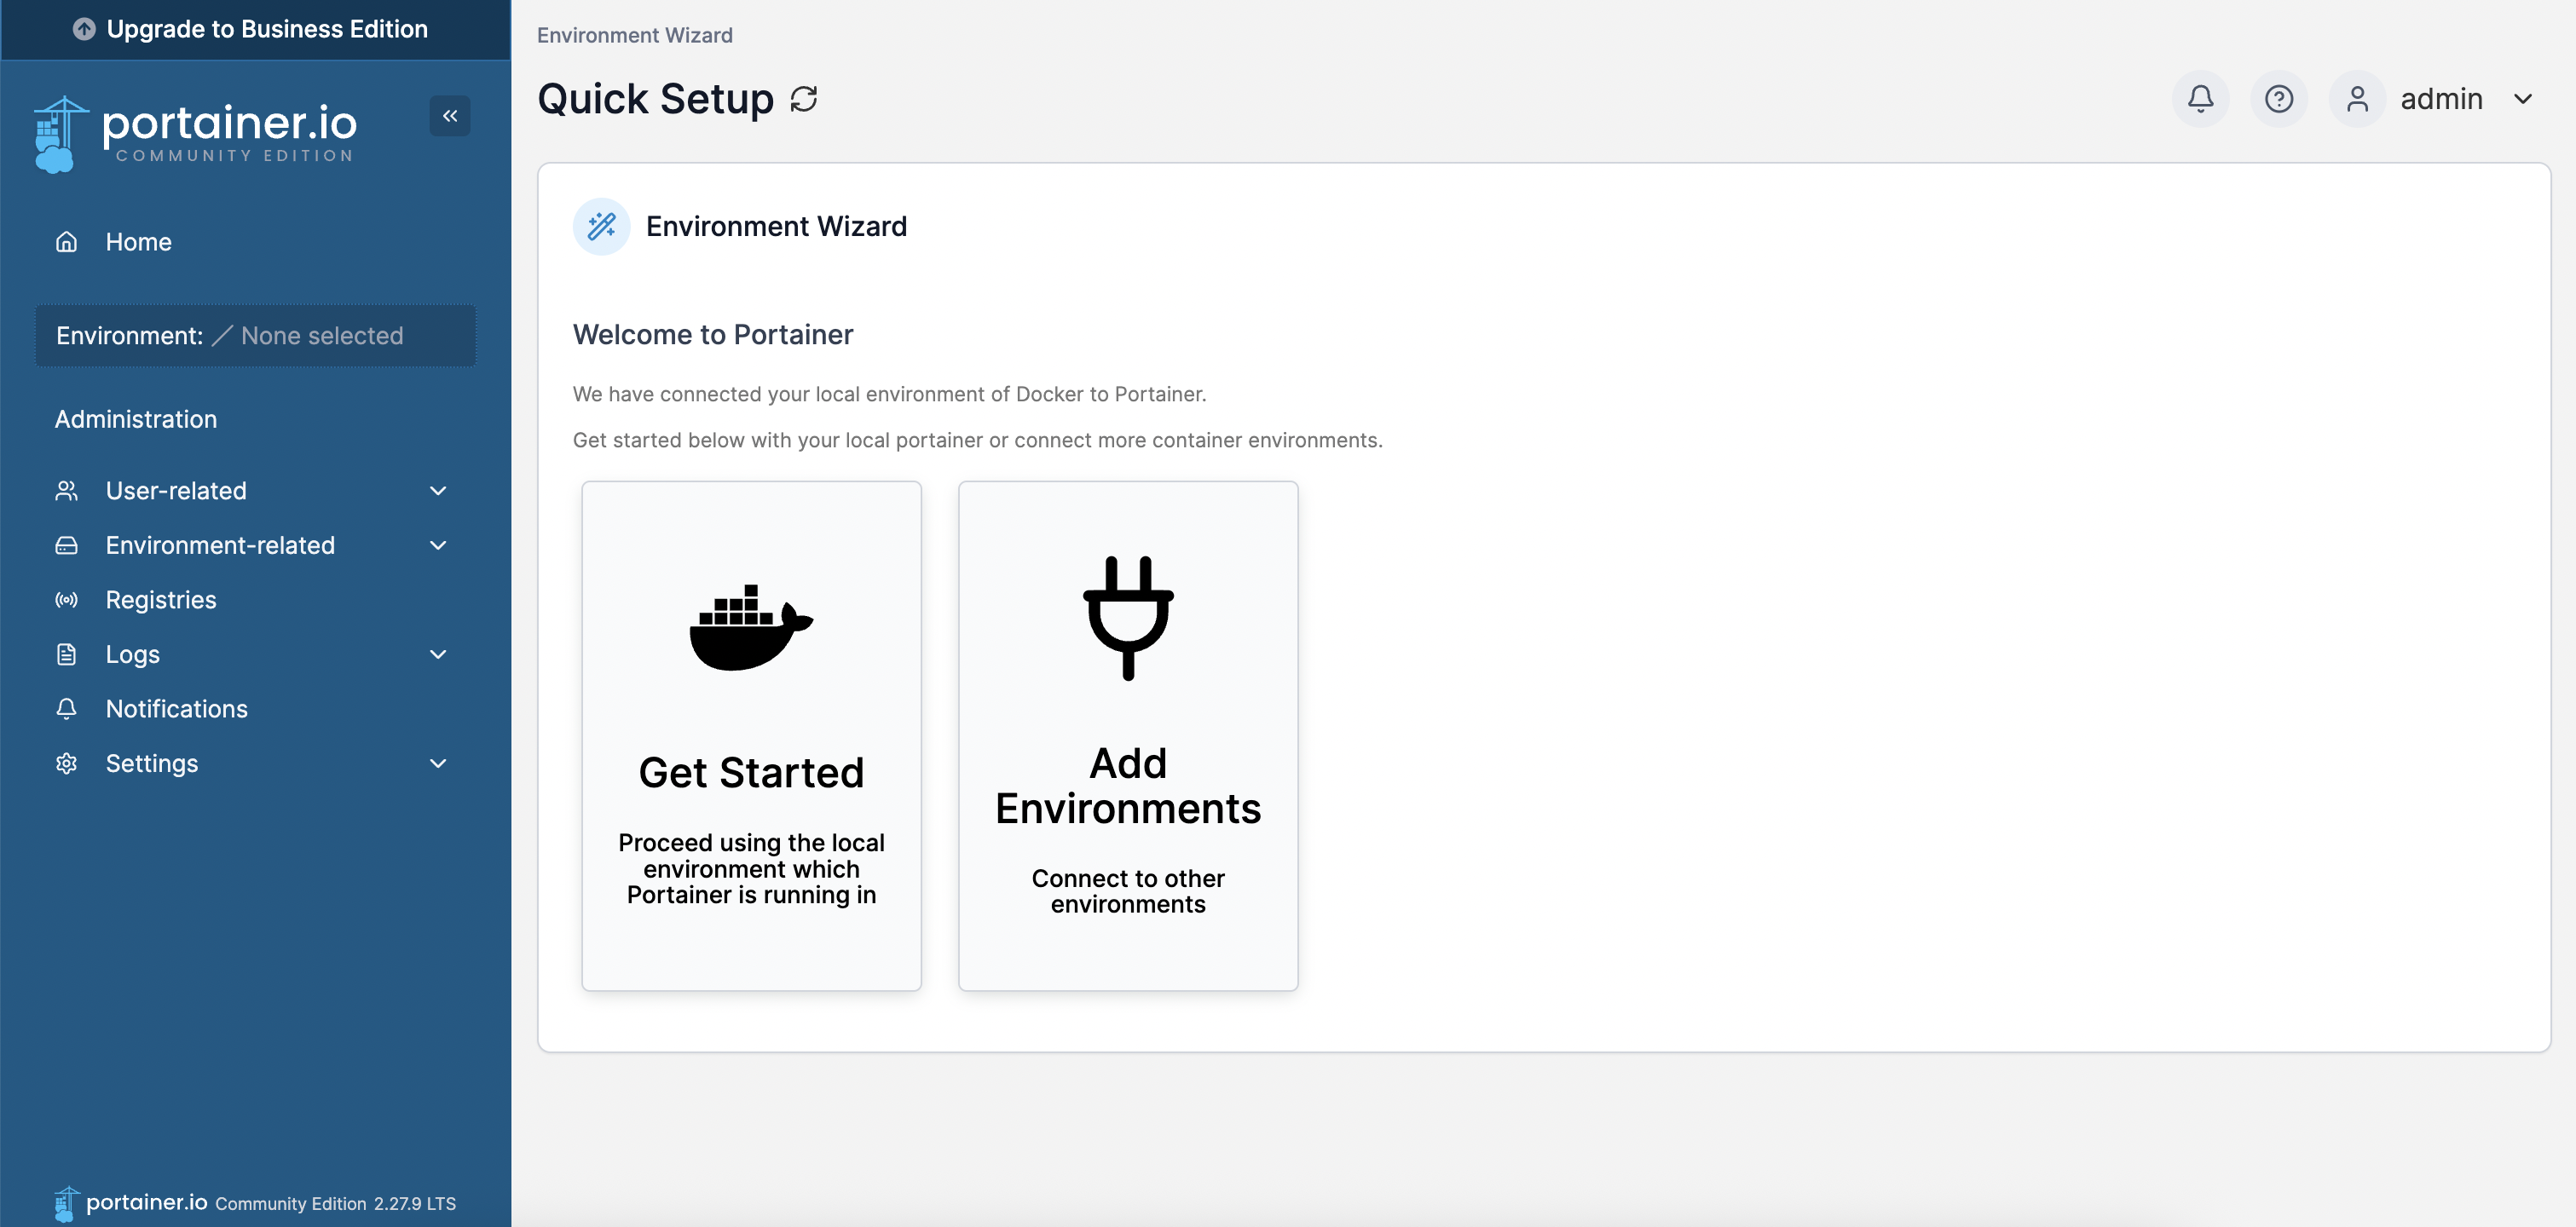 Upgrade to Business Edition
portainer.io
COMMUNITY EDITION
Home
Environment: None selected
Administration
User-related
Environment-related
Registries
Logs
Notifications
Settings
portainer.io Community Edition 2.27.9 LTS
Environment Wizard
Quick Setup
admin
Environment Wizard
Welcome to Portainer
We have connected your local environment of Docker to Portainer.
Get started below with your local portainer or connect more container environments.
Get Started
Proceed using the local
environment which
Portainer is running in
Add
Environments
Connect to other
environments